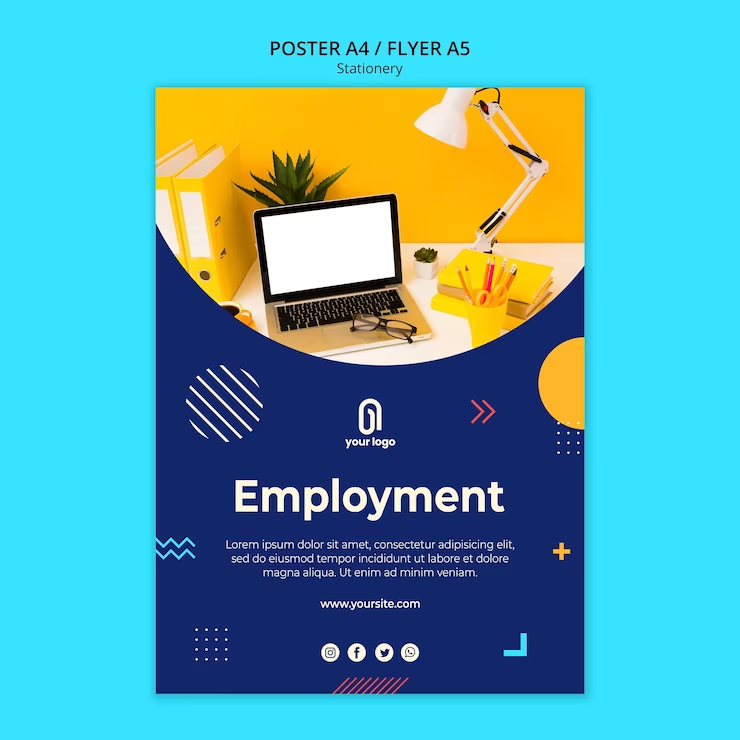 POSTER A4 / FLYER A5
Stationery
your logo
Employment
Lorem ipsum dolor sit amet, consectetur adipisicing elit,
sed do eiusmod tempor incididunt ut labore et dolore
magna aliqua. Ut enim ad minim veniam.
www.yoursite.com